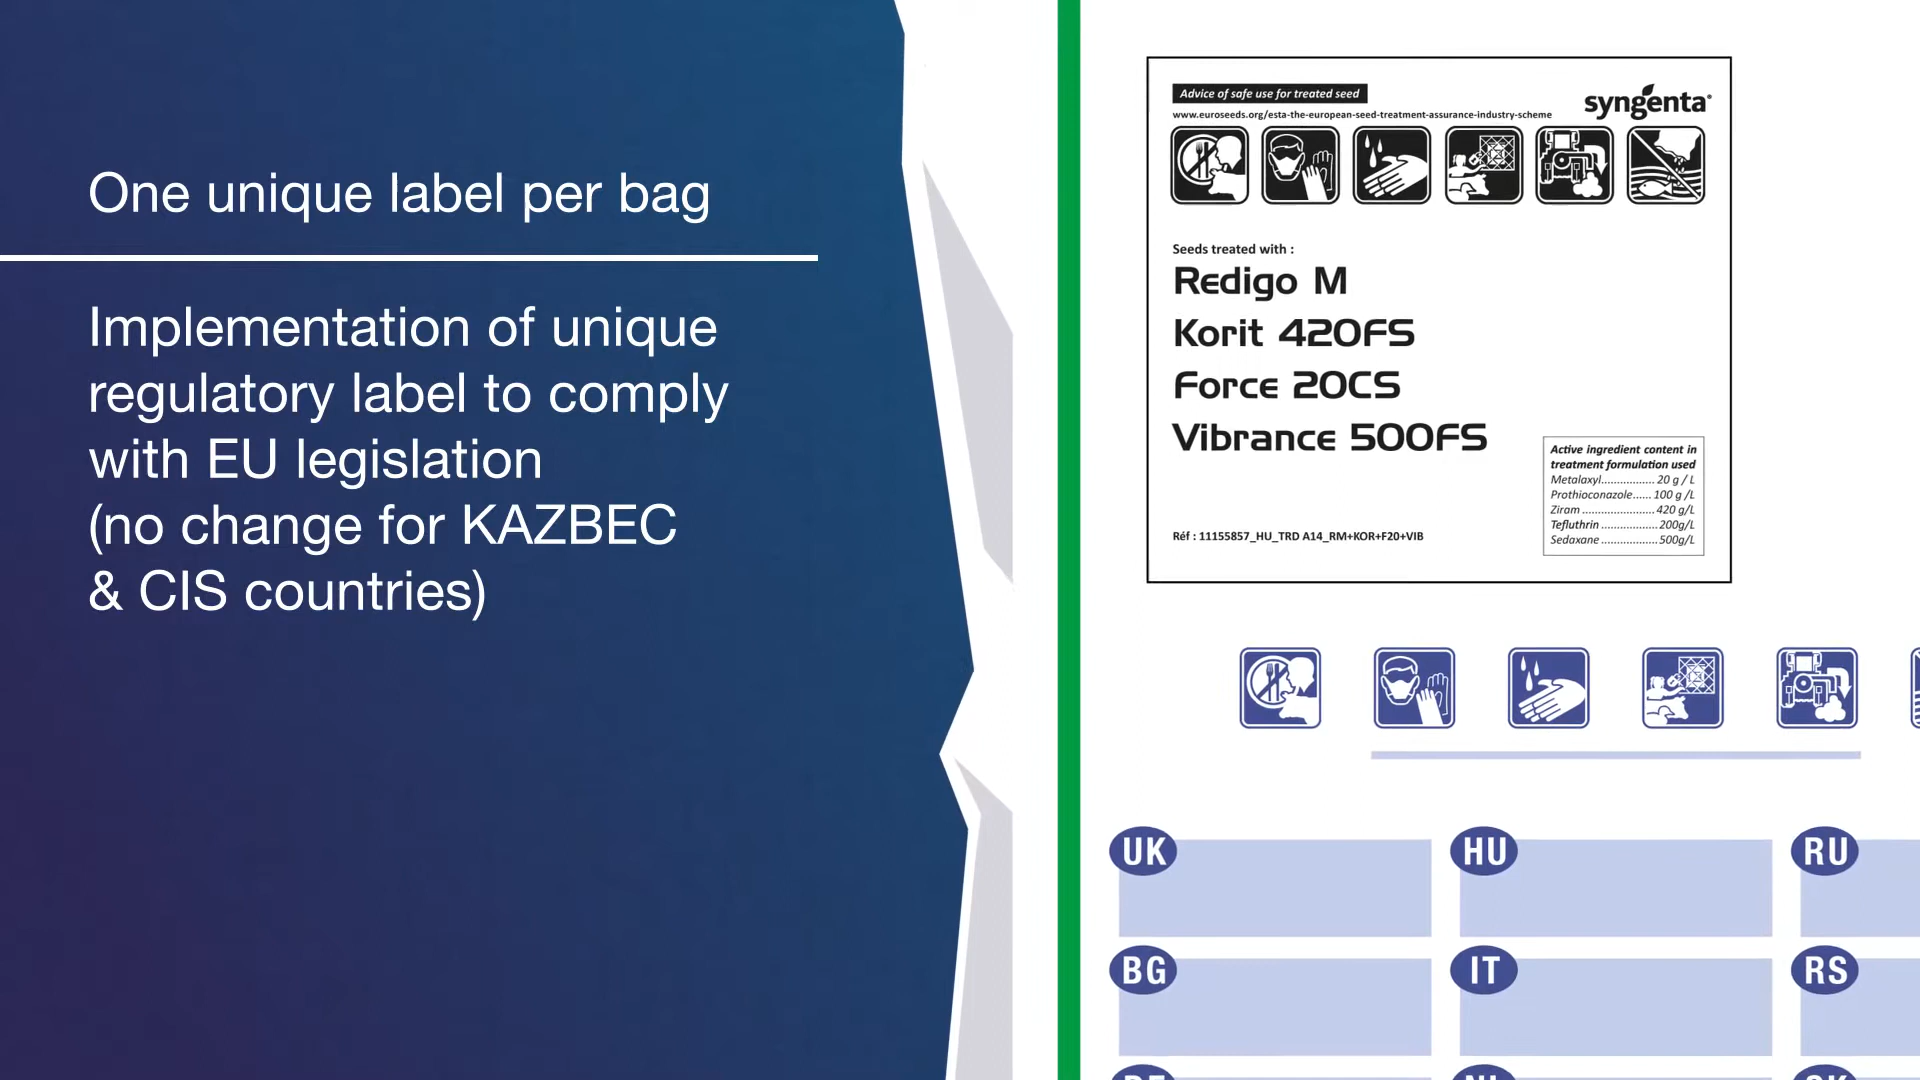 One unique label per bag
Implementation of unique
regulatory label to comply
with EU legislation
(no change for KAZBEC
& CIS countries)
Advice of safe use for treated seed
www.euroseeds.org/esta-the-european-seed-treatment-assurance-industry-scheme
syngenta
Seeds treated with :
Redigo M
Korit 420FS
Force 20CS
Vibrance 500FS
Active ingredient content in
treatment formulation used
Metalaxyl................. 20 g / L
Prothioconazole...... 100 g /L
Ziram ....................... 420 g/L
Tefluthrin ..................200g/L
Sedaxane ..................500g/L
Réf : 11155857_HU_TRD A14_RM+KOR+F20+VIB
UK
HU
RU
BG
IT
RS